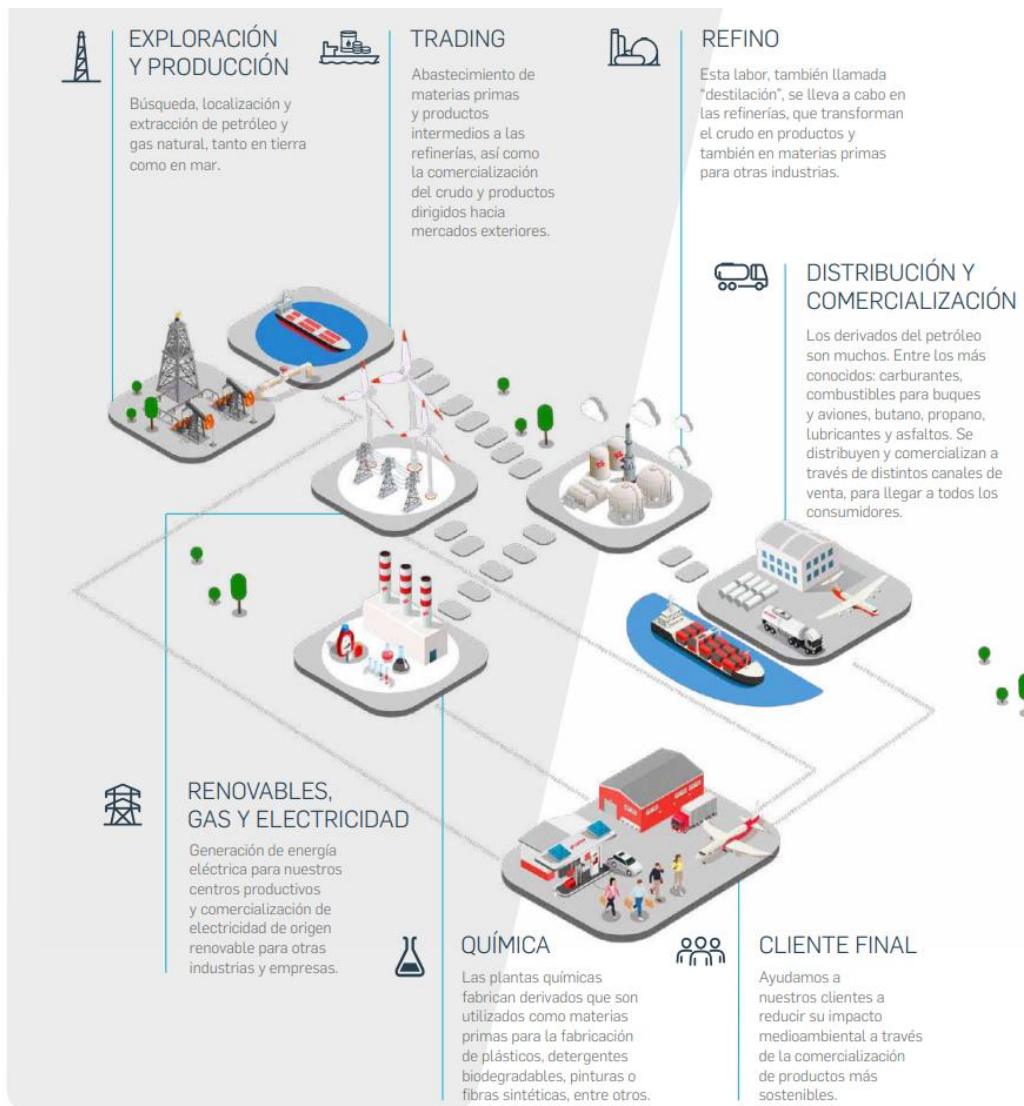 EXPLORACIÓN
Y PRODUCCIÓN
Búsqueda, localización y
extracción de petróleo y
gas natural, tanto en tierra
como en mar.
TRADING
Abastecimiento de
materias primas
y productos
intermedios a las
refinerías, así como
la comercialización
del crudo y productos
dirigidos hacia
mercados exteriores.
REFINO
Esta labor, también llamada
“destilación”, se lleva a cabo en
las refinerías, que transforman
el crudo en productos y
también en materias primas
para otras industrias.
DISTRIBUCIÓN Y
COMERCIALIZACIÓN
Los derivados del petróleo
son muchos. Entre los más
conocidos: carburantes,
combustibles para buques
y aviones, butano, propano,
lubricantes y asfaltos. Se
distribuyen y comercializan a
través de distintos canales de
venta, para llegar a todos los
consumidores.
RENOVABLES,
GAS Y ELECTRICIDAD
Generación de energía
eléctrica para nuestros
centros productivos
y comercialización de
electricidad de origen
renovable para otras
industrias y empresas.
QUÍMICA
Las plantas químicas
fabrican derivados que son
utilizados como materias
primas para la fabricación
de plásticos, detergentes
biodegradables, pinturas o
fibras sintéticas, entre otros.
CLIENTE FINAL
Ayudamos a
nuestros clientes a
reducir su impacto
medioambiental a través
de la comercialización
de productos más
sostenibles.